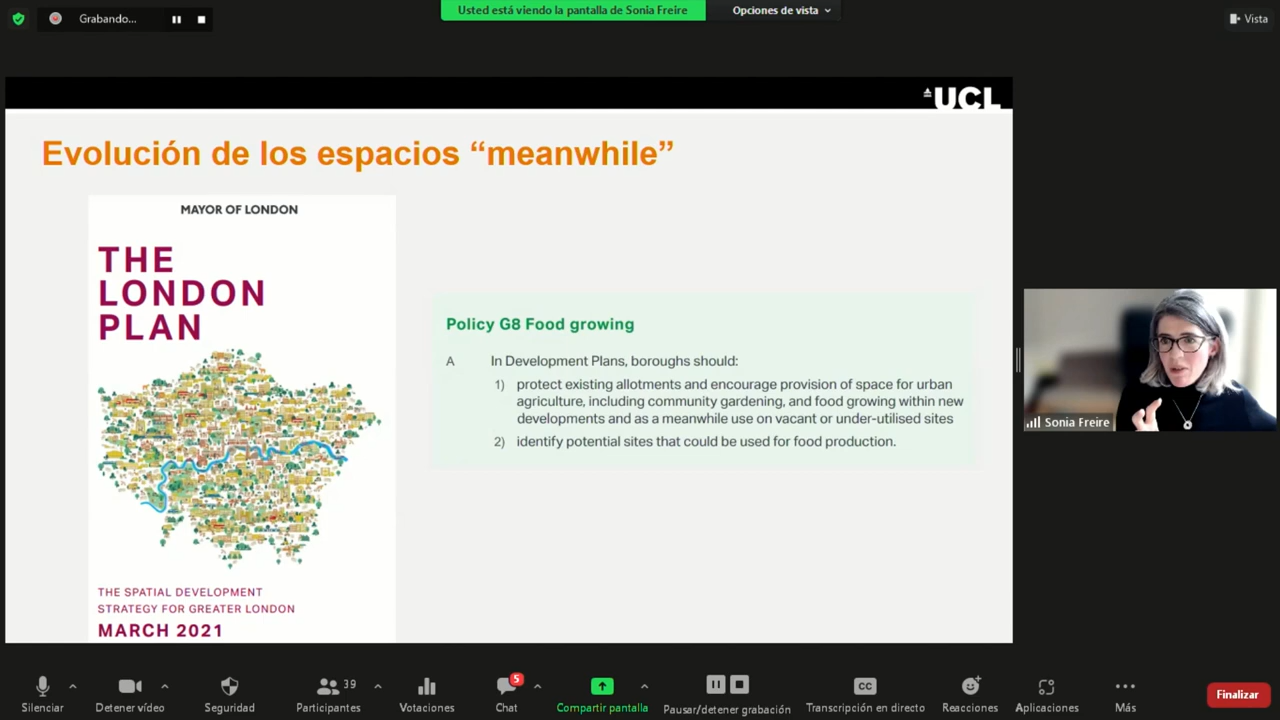 Grabando...
Usted está viendo la pantalla de Sonia Freire
Opciones de vista
Vista
UCL
Evolución de los espacios “meanwhile”
MAYOR OF LONDON
THE
LONDON
PLAN
THE SPATIAL DEVELOPMENT
STRATEGY FOR GREATER LONDON
MARCH 2021
Policy G8 Food growing
A In Development Plans, boroughs should:
1) protect existing allotments and encourage provision of space for urban
agriculture, including community gardening, and food growing within new
developments and as a meanwhile use on vacant or under-utilised sites
2) identify potential sites that could be used for food production.
Sonia Freire
Silenciar
Detener vídeo
Seguridad
39
Participantes
Votaciones
5
Chat
Compartir pantalla
Pausar/detener grabación
CC
Transcripción en directo
Reacciones
Aplicaciones
Más
Finalizar